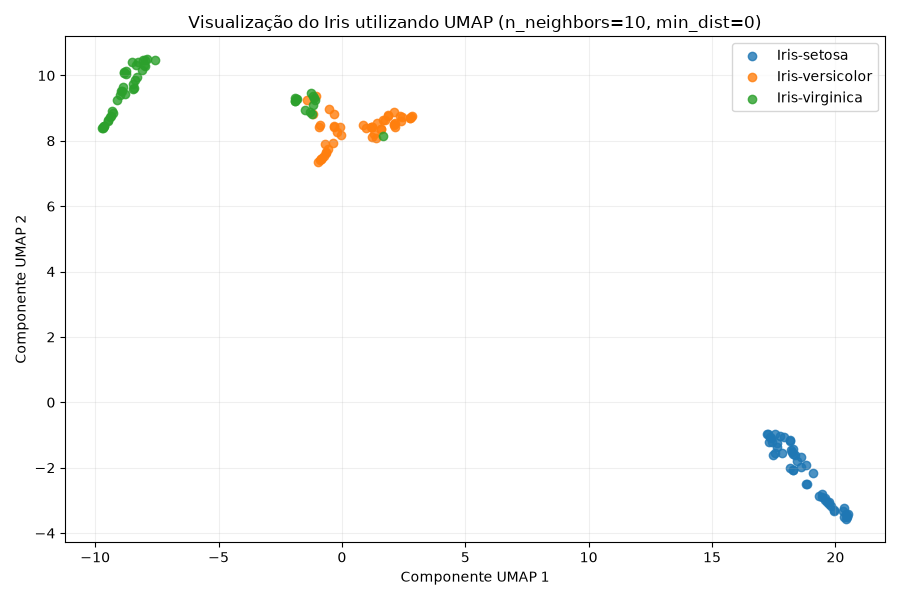 Visualização do Iris utilizando UMAP (n_neighbors=10, min_dist=0)
Iris-setosa
Iris-versicolor
Iris-virginica
10
8
6
4
2
0
−2
−4
Componente UMAP 2
−10
−5
0
5
10
15
20
Componente UMAP 1